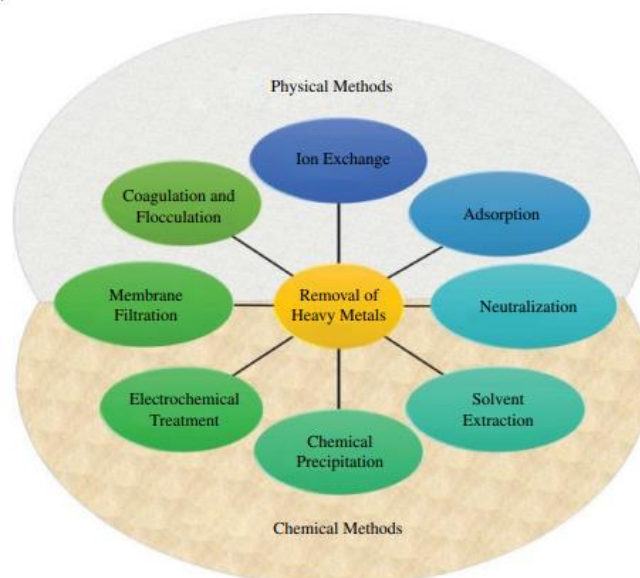 Physical Methods
Ion Exchange
Coagulation and
Flocculation
Adsorption
Membrane
Filtration
Removal of
Heavy Metals
Neutralization
Electrochemical
Treatment
Solvent
Extraction
Chemical
Precipitation
Chemical Methods